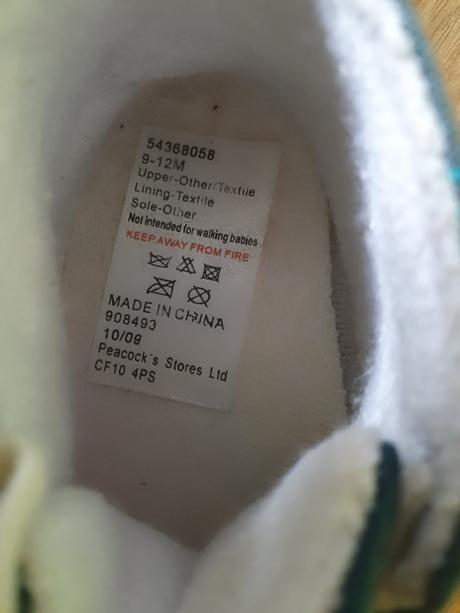 54368058
9-12M
Upper-Other/Textile
Lining-Textile
Sole-Other
Not intended for walking babies
KEEP AWAY FROM FIRE
MADE IN CHINA
908493
10/09
Peacock's Stores Ltd
CF10 4PS